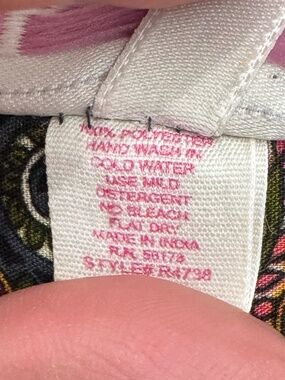 100% POLYESTER
HAND WASH IN
COLD WATER
USE MILD
DETERGENT
NO BLEACH
FLAT DRY
MADE IN INDIA
R.N. 56173
STYLE# R4738